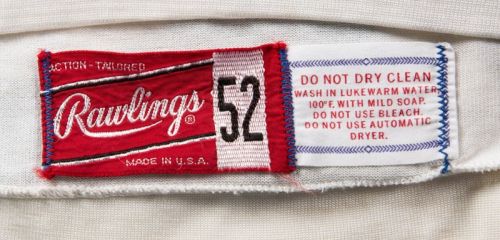 ACTION-TAILORED
Rawlings®
52
MADE IN U.S.A.
DO NOT DRY CLEAN
WASH IN LUKEWARM WATER
100°F. WITH MILD SOAP.
DO NOT USE BLEACH.
DO NOT USE AUTOMATIC
DRYER.